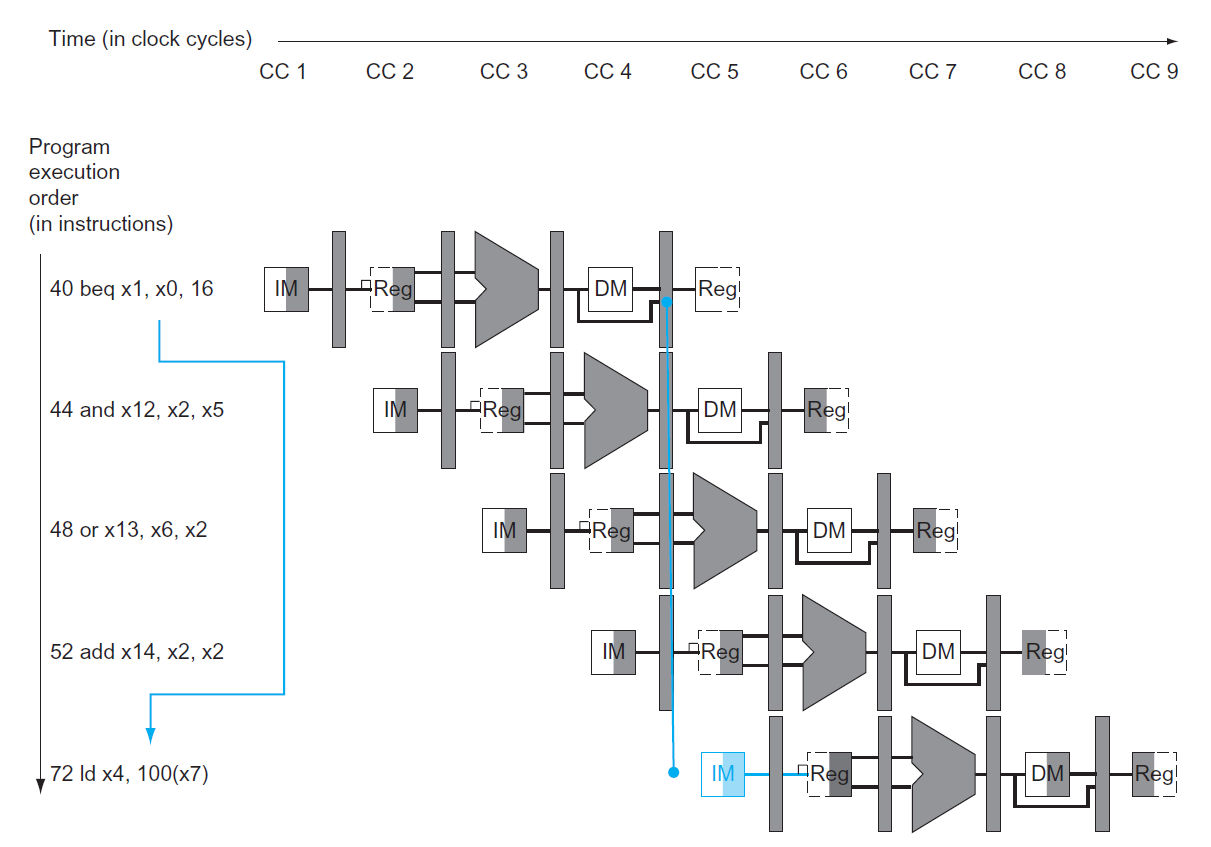 Time (in clock cycles)
CC 1 CC 2 CC 3 CC 4 CC 5 CC 6 CC 7 CC 8 CC 9
Program
execution
order
(in instructions)
40 beq x1, x0, 16 IM Reg DM Reg
44 and x12, x2, x5 IM Reg DM Reg
48 or x13, x6, x2 IM Reg DM Reg
52 add x14, x2, x2 IM Reg DM Reg
72 ld x4, 100(x7) IM Reg DM Reg